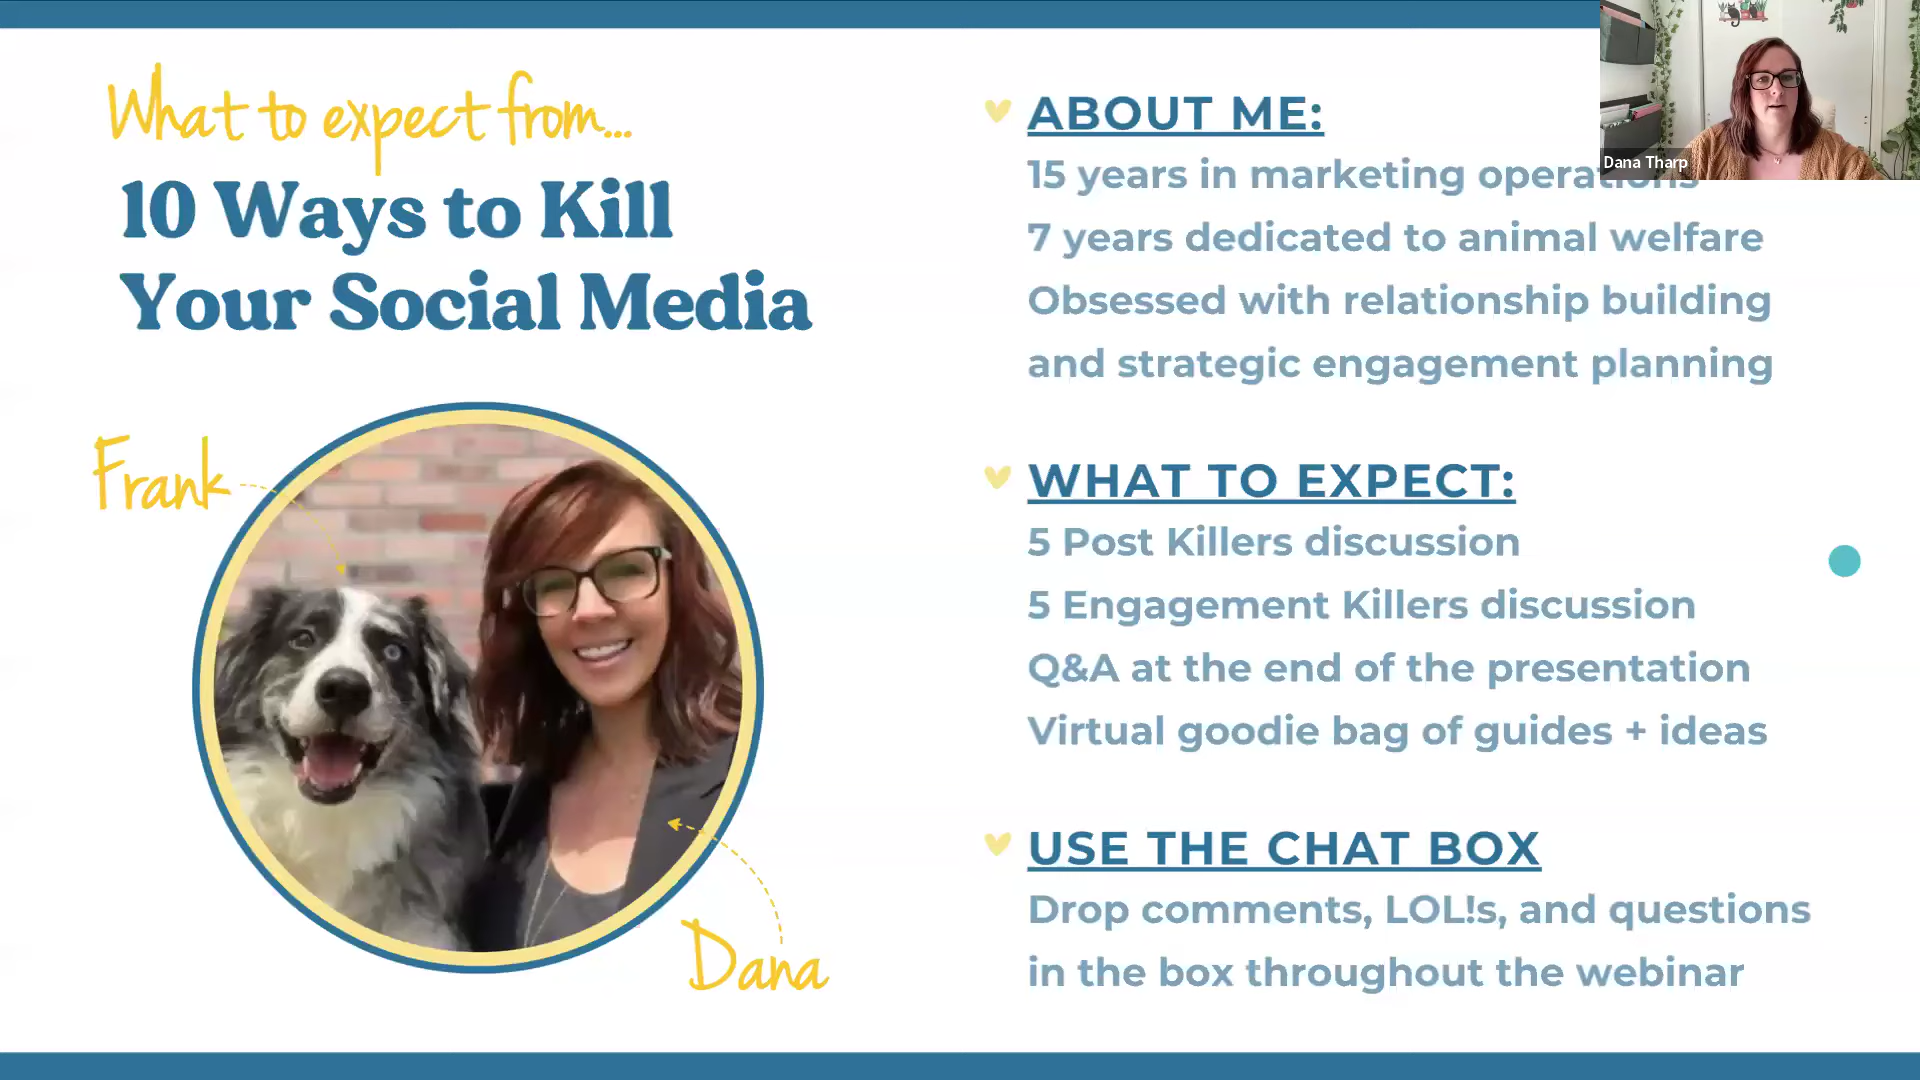 What to expect from...
10 Ways to Kill
Your Social Media
Frank
Dana
ABOUT ME:
15 years in marketing operations
7 years dedicated to animal welfare
Obsessed with relationship building
and strategic engagement planning
WHAT TO EXPECT:
5 Post Killers discussion
5 Engagement Killers discussion
Q&A at the end of the presentation
Virtual goodie bag of guides + ideas
USE THE CHAT BOX
Drop comments, LOL!s, and questions
in the box throughout the webinar
Dana Tharp